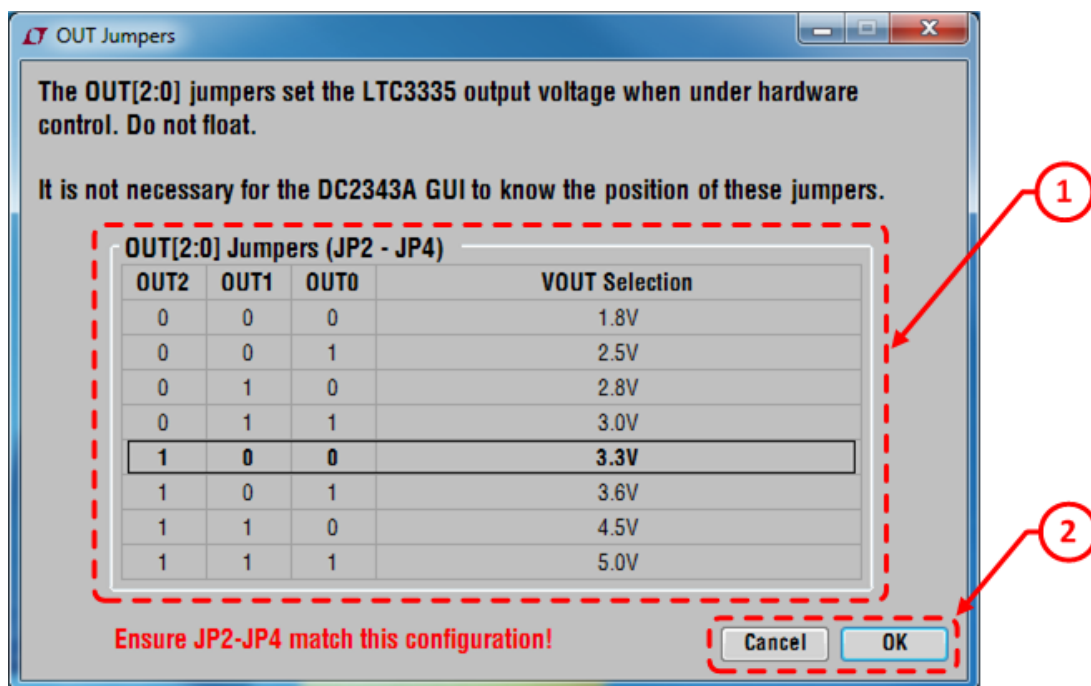 OUT Jumpers
The OUT[2:0] jumpers set the LTC3335 output voltage when under hardware
control. Do not float.
It is not necessary for the DC2343A GUI to know the position of these jumpers.
1
OUT[2:0] Jumpers (JP2 - JP4)
OUT2 OUT1 OUT0 VOUT Selection
0 0 0 1.8V
0 0 1 2.5V
0 1 0 2.8V
0 1 1 3.0V
1 0 0 3.3V
1 0 1 3.6V
1 1 0 4.5V
1 1 1 5.0V
2
Ensure JP2-JP4 match this configuration!
Cancel OK